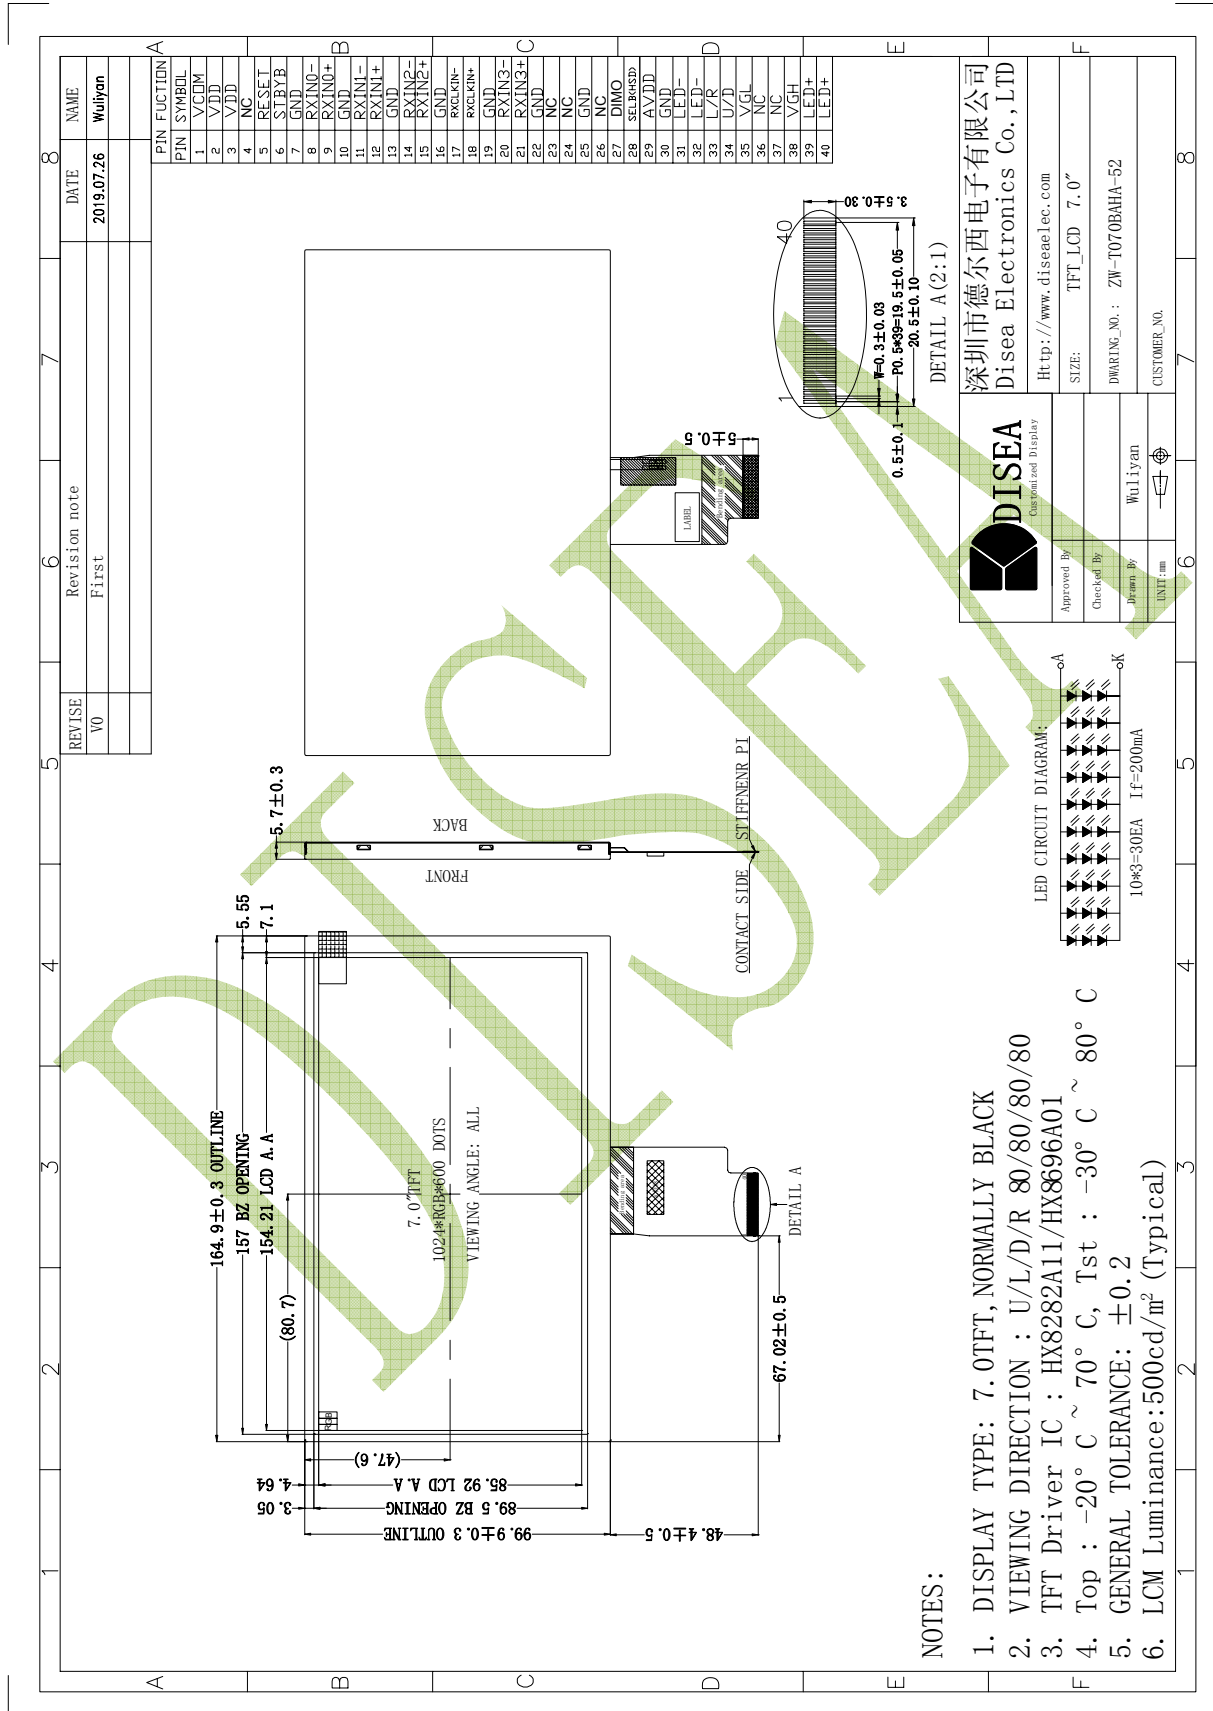 REVISE Revision note DATE NAME
V0 First 2019.07.26 Wuliyan
1 2 3 4 5 6 7 8
A B C D E F
PIN FUCTION
PIN SYMBOL
1 VCOM
2 VDD
3 VDD
4 NC
5 RESET
6 STBYB
7 GND
8 RXIN0-
9 RXIN0+
10 GND
11 RXIN1-
12 RXIN1+
13 GND
14 RXIN2-
15 RXIN2+
16 GND
17 RXCLKIN-
18 RXCLKIN+
19 GND
20 RXIN3-
21 RXIN3+
22 GND
23 NC
24 NC
25 GND
26 NC
27 DIMO
28 SELB(HSD)
29 AVDD
30 GND
31 LED-
32 LED-
33 L/R
34 U/D
35 VGL
36 NC
37 NC
38 VGH
39 LED+
40 LED+
164.9±0.3 OUTLINE
157 BZ OPENING
154.21 LCD A.A
(80.7)
5.55
7.1
5.7±0.3
RGB
7.0"TFT
1024*RGB*600 DOTS
VIEWING ANGLE: ALL
(47.6)
4.64
85.92 LCD A.A
3.05
89.5 BZ OPENING
99.9±0.3 OUTLINE
48.4±0.5
67.02±0.5
DETAIL A
FRONT
BACK
CONTACT SIDE
STIFFNENR PI
LABEL
Bending area
5±0.5
1 40
3.5±0.30
W=0.3±0.03
0.5±0.1
P0.5*39=19.5±0.05
20.5±0.10
DETAIL A(2:1)
NOTES:
1. DISPLAY TYPE: 7.0TFT, NORMALLY BLACK
2. VIEWING DIRECTION : U/L/D/R 80/80/80/80
3. TFT Driver IC : HX8282A11/HX8696A01
4. Top : -20° C ~ 70° C, Tst : -30° C ~ 80° C
5. GENERAL TOLERANCE: ±0.2
6. LCM Luminance:500cd/m² (Typical)
LED CIRCUIT DIAGRAM:
A
K
10*3=30EA If=200mA
DISEA
Customized Display
深圳市德尔西电子有限公司
Disea Electronics Co.,LTD
Http://www.diseaelec.com
Approved By
SIZE: TFT_LCD 7.0"
Checked By
DWARING_NO.: ZW-T070BAHA-52
Drawn By Wuliyan
UNIT:mm
CUSTOMER_NO.
DISEA